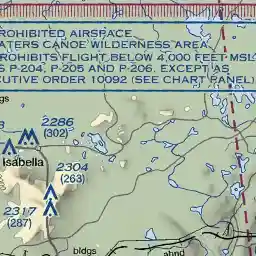 ROHIBITED AIRSPACE
ATERS CANOE WILDERNESS AREA
ROHIBITS FLIGHT BELOW 4,000 FEET MSL
S P-204, P-205 AND P-206, EXCEPT AS
CUTIVE ORDER 10092 (SEE CHART PANEL)
dgs
2286
(302)
Isabella
2304
(263)
2317
(287)
bldgs
abnd